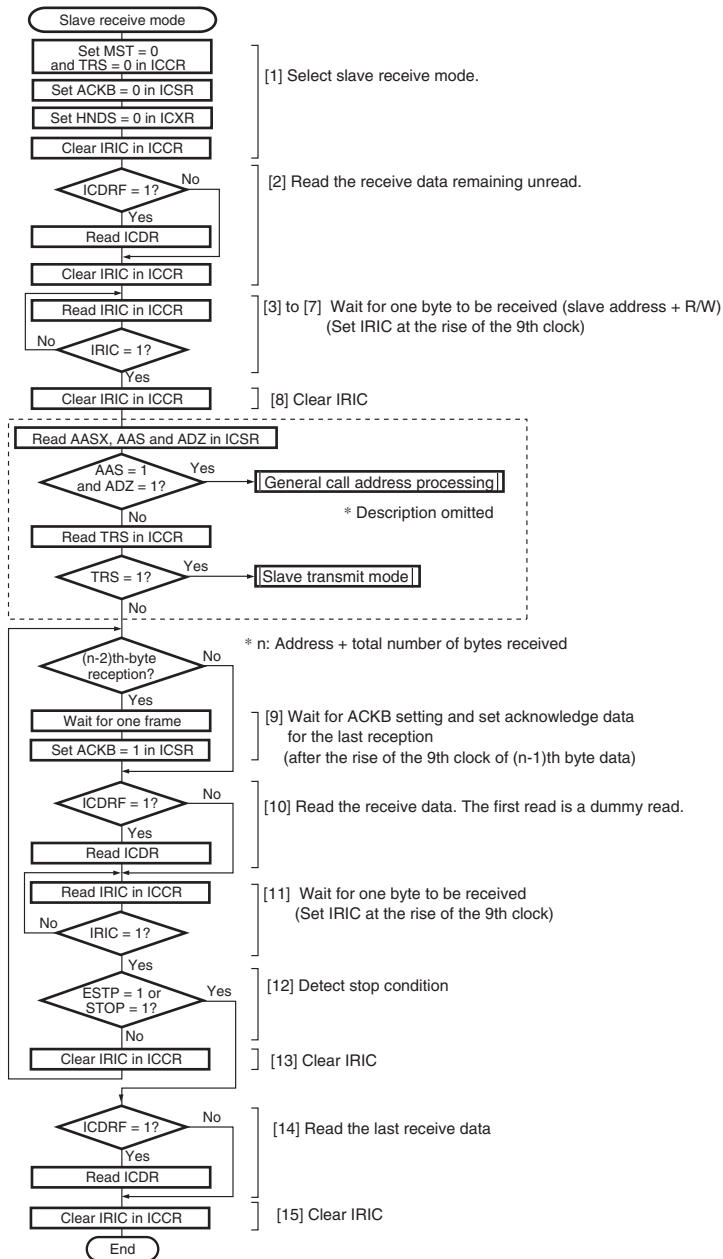 Slave receive mode
Set MST = 0
and TRS = 0 in ICCR
[1] Select slave receive mode.
Set ACKB = 0 in ICSR
Set HNDS = 0 in ICXR
Clear IRIC in ICCR
ICDRF = 1?
No
[2] Read the receive data remaining unread.
Yes
Read ICDR
Clear IRIC in ICCR
Read IRIC in ICCR
[3] to [7] Wait for one byte to be received (slave address + R/W)
(Set IRIC at the rise of the 9th clock)
No
IRIC = 1?
Yes
Clear IRIC in ICCR
[8] Clear IRIC
Read AASX, AAS and ADZ in ICSR
AAS = 1
and ADZ = 1?
Yes
General call address processing
No
* Description omitted
Read TRS in ICCR
TRS = 1?
Yes
Slave transmit mode
No
* n: Address + total number of bytes received
(n-2)th-byte
reception?
No
Yes
Wait for one frame
[9] Wait for ACKB setting and set acknowledge data
for the last reception
(after the rise of the 9th clock of (n-1)th byte data)
Set ACKB = 1 in ICSR
ICDRF = 1?
No
[10] Read the receive data. The first read is a dummy read.
Yes
Read ICDR
Read IRIC in ICCR
[11] Wait for one byte to be received
(Set IRIC at the rise of the 9th clock)
No
IRIC = 1?
Yes
ESTP = 1 or
STOP = 1?
Yes
[12] Detect stop condition
No
Clear IRIC in ICCR
[13] Clear IRIC
ICDRF = 1?
No
[14] Read the last receive data
Yes
Read ICDR
Clear IRIC in ICCR
[15] Clear IRIC
End